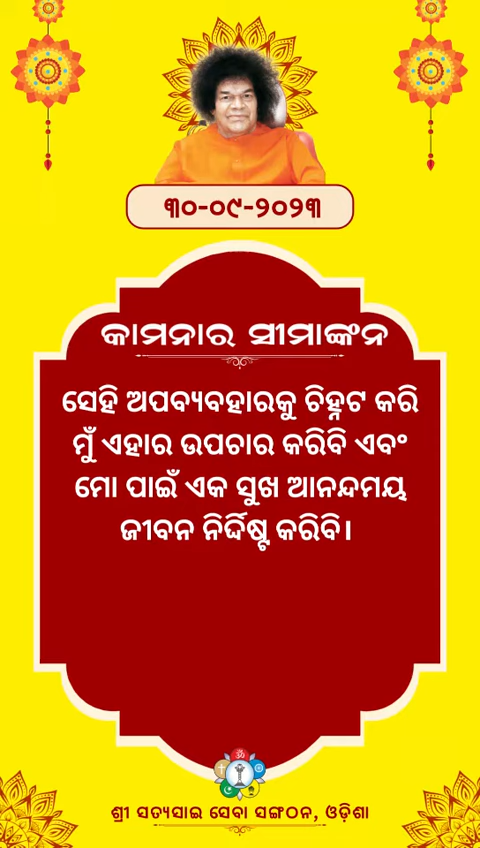 ୩୦-୦୯-୨୦୨୩
କାମନାର ସୀମାଙ୍କନ
ସେହି ଅପବ୍ୟବହାରକୁ ଚିହ୍ନଟ କରି
ମୁଁ ଏହାର ଉପଚାର କରିବି ଏବଂ
ମୋ ପାଇଁ ଏକ ସୁଖ ଆନନ୍ଦମୟ
ଜୀବନ ନିର୍ଦ୍ଦିଷ୍ଟ କରିବି।
ଶ୍ରୀ ସତ୍ୟସାଇ ସେବା ସଙ୍ଗଠନ, ଓଡ଼ିଶା